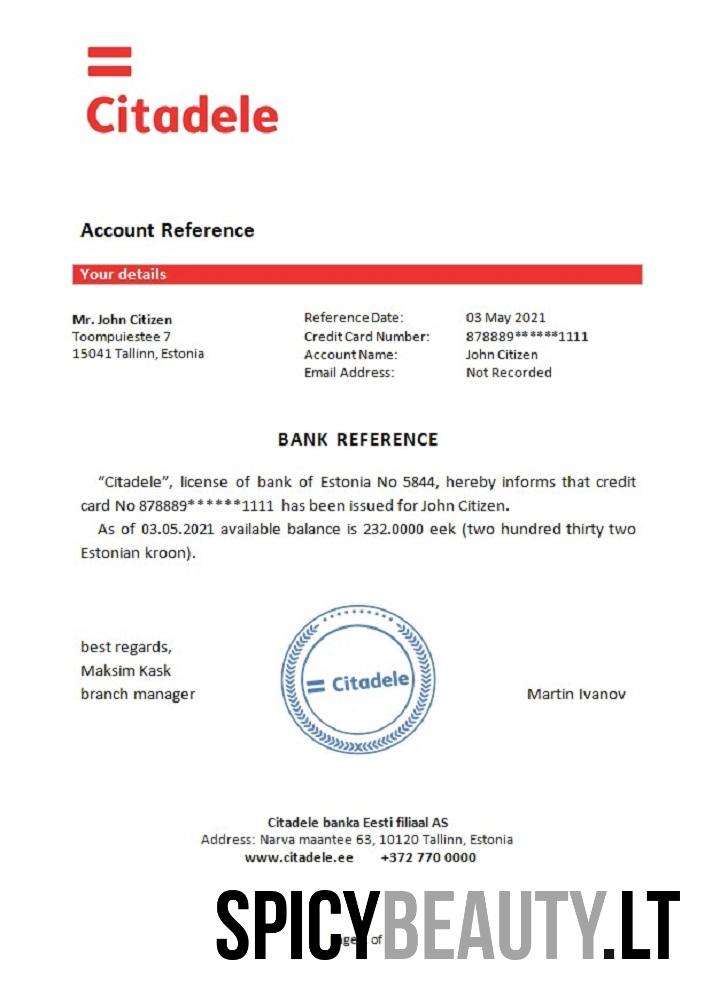 Citadele
Account Reference
Your details
Mr. John Citizen
Toompuiestee 7
15041 Tallinn, Estonia
Reference Date: 03 May 2021
Credit Card Number: 878889******1111
Account Name: John Citizen
Email Address: Not Recorded
BANK REFERENCE
“Citadele”, license of bank of Estonia No 5844, hereby informs that credit
card No 878889******1111 has been issued for John Citizen.
As of 03.05.2021 available balance is 232.0000 eek (two hundred thirty two
Estonian kroon).
best regards,
Maksim Kask
branch manager
Citadele
Martin Ivanov
Citadele banka Eesti filiaal AS
Address: Narva maantee 63, 10120 Tallinn, Estonia
www.citadele.ee +372 770 0000
SPICYBEAUTY.LT
of